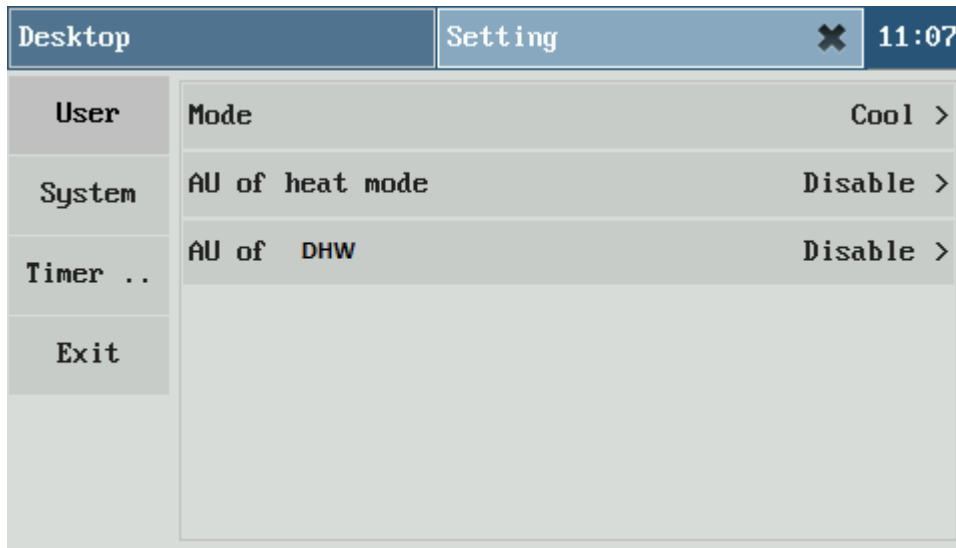 Desktop Setting 11:07
User
System
Timer ..
Exit
Mode Cool >
AU of heat mode Disable >
AU of DHW Disable >